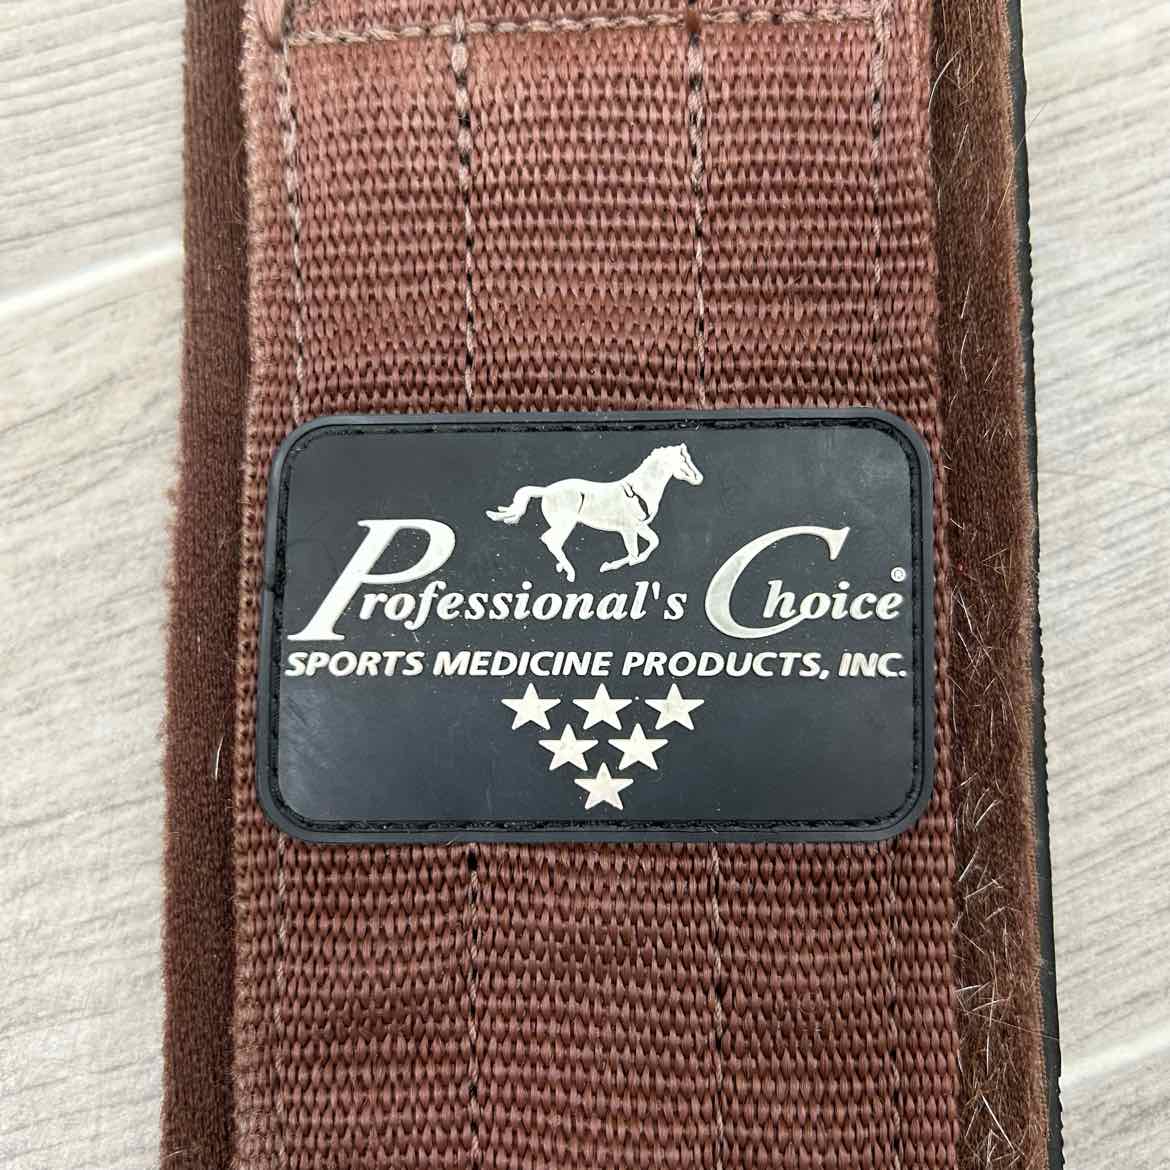 Professional's Choice®
SPORTS MEDICINE PRODUCTS, INC.